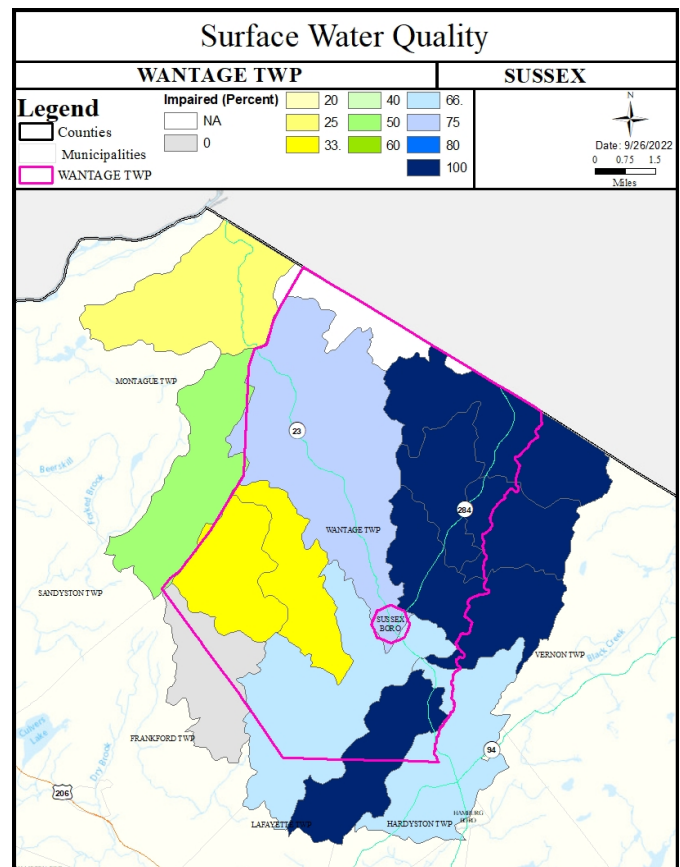 Surface Water Quality
WANTAGE TWP
SUSSEX
Legend
Counties
Municipalities
WANTAGE TWP
Impaired (Percent)
NA
0
20
25
33.
40
50
60
66.
75
80
100
N
Date: 9/26/2022
0 0.75 1.5
Miles
MONTAGUE TWP
23
Beerskill
Forked Brook
284
WANTAGE TWP
SANDYSTON TWP
SUSSEX
BORO
VERNON TWP
Black Creek
FRANKFORD TWP
Culvers
Lake
Dry Brook
94
206
LAFAYETTE TWP
HARDYSTON TWP
HAMBURG
BORO